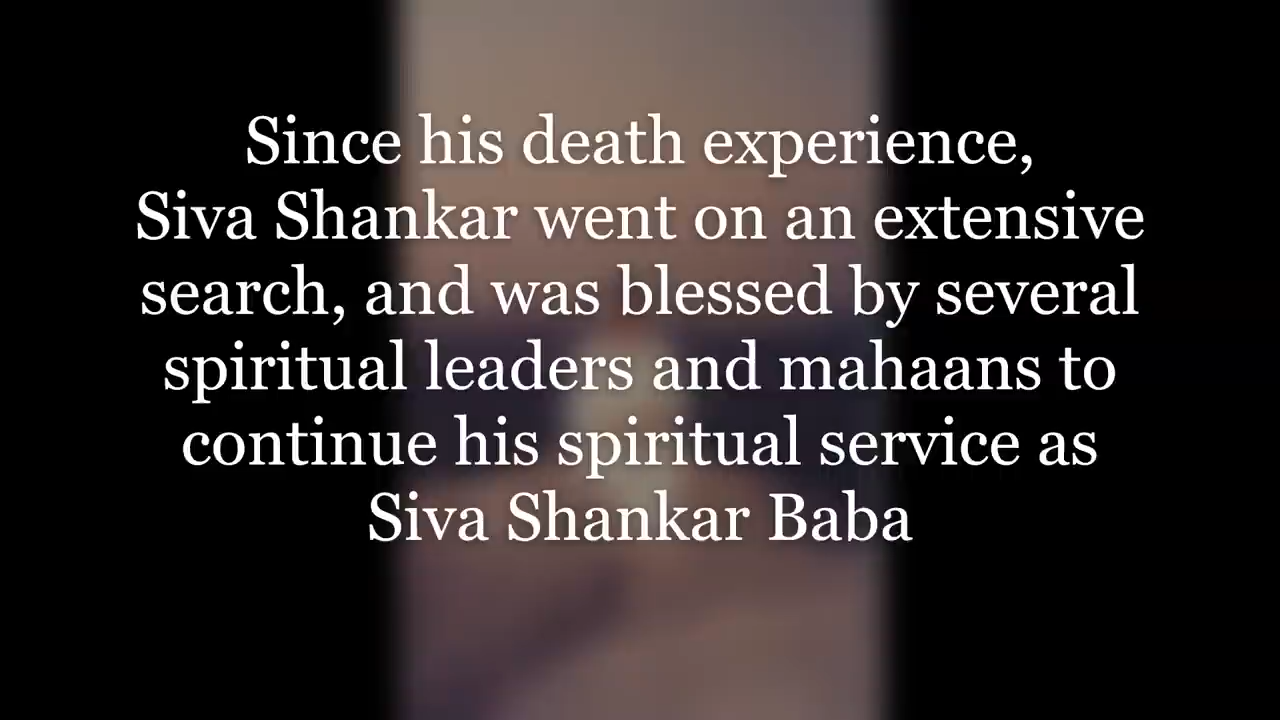 Since his death experience,
Siva Shankar went on an extensive
search, and was blessed by several
spiritual leaders and mahaans to
continue his spiritual service as
Siva Shankar Baba